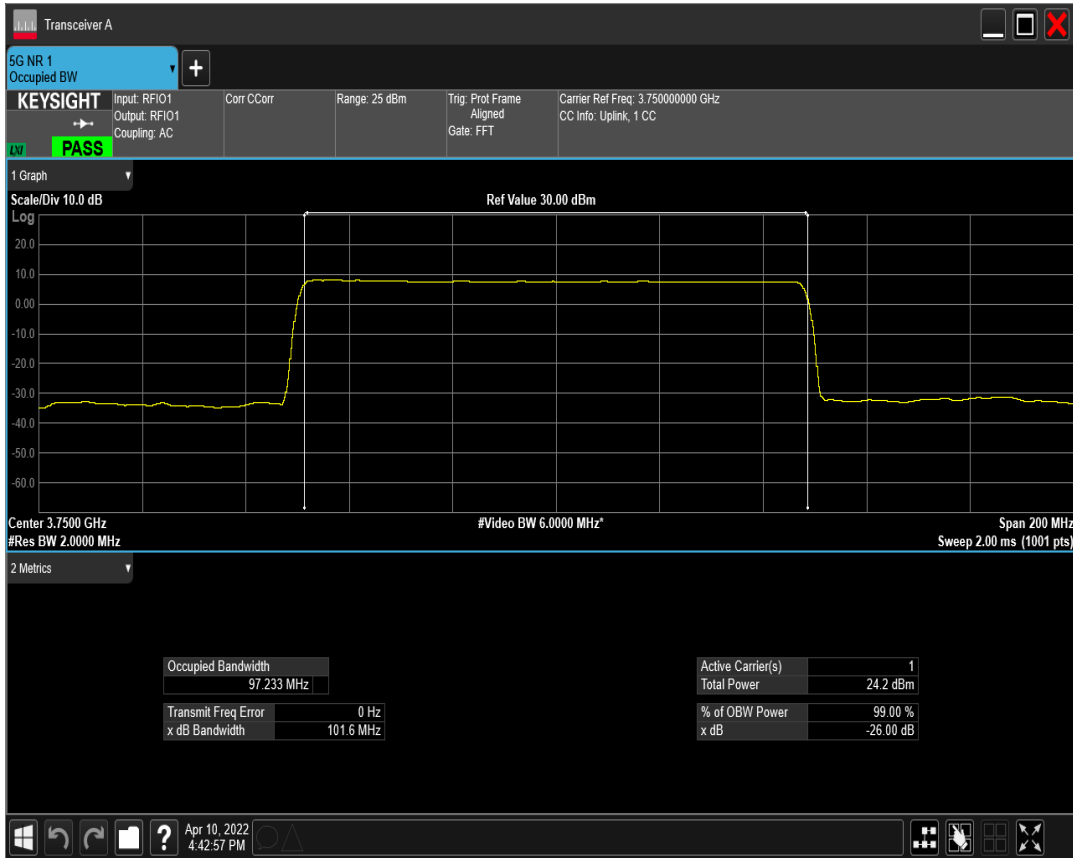 Transceiver A
5G NR 1
Occupied BW
KEYSIGHT
Input: RFIO1
Output: RFIO1
Coupling: AC
Corr CCorr
Range: 25 dBm
Trig: Prot Frame
Aligned
Gate: FFT
Carrier Ref Freq: 3.750000000 GHz
CC Info: Uplink, 1 CC
LXI
PASS
1 Graph
Scale/Div 10.0 dB
Ref Value 30.00 dBm
Log
20.0
10.0
0.00
-10.0
-20.0
-30.0
-40.0
-50.0
-60.0
Center 3.7500 GHz
#Video BW 6.0000 MHz*
Span 200 MHz
#Res BW 2.0000 MHz
Sweep 2.00 ms (1001 pts)
2 Metrics
Occupied Bandwidth
97.233 MHz
Transmit Freq Error 0 Hz
x dB Bandwidth 101.6 MHz
Active Carrier(s) 1
Total Power 24.2 dBm
% of OBW Power 99.00 %
x dB -26.00 dB
?
Apr 10, 2022
4:42:57 PM